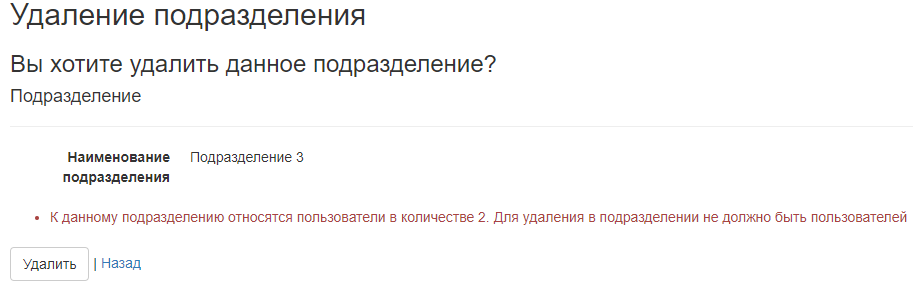 Удаление подразделения
Вы хотите удалить данное подразделение?
Подразделение
Наименование Подразделение 3
подразделения
• К данному подразделению относятся пользователи в количестве 2. Для удаления в подразделении не должно быть пользователей
Удалить | Назад